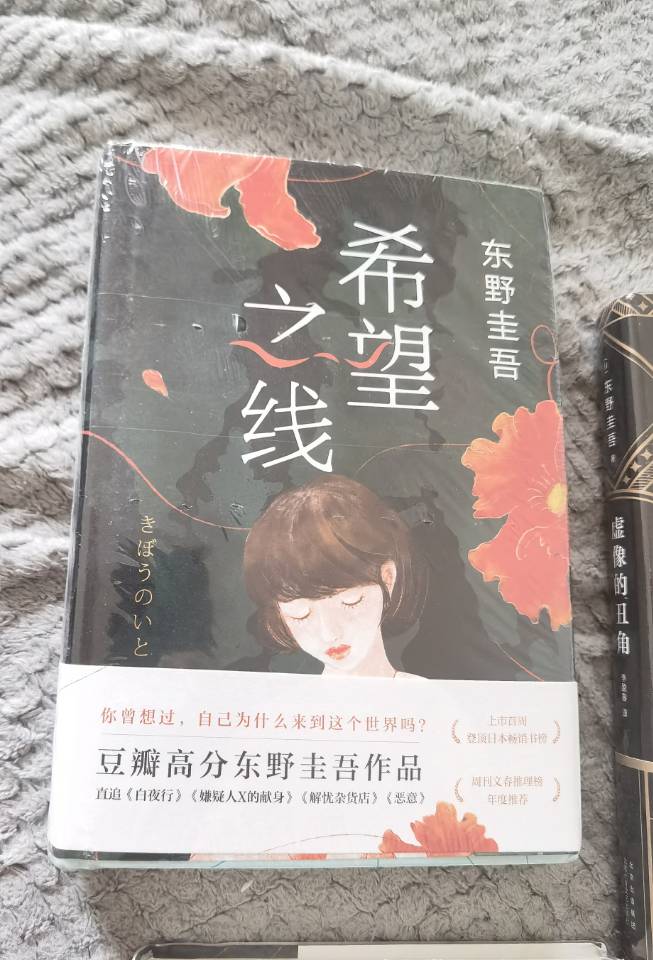 东野圭吾
希望
之线
きぼうのいと
你曾想过，自己为什么来到这个世界吗？
豆瓣高分东野圭吾作品
直追《白夜行》《嫌疑人X的献身》《解忧杂货店》《恶意》
上市首周
登顶日本畅销书榜
周刊文春推理榜
年度推荐
东野圭吾 著
虚像的丑角